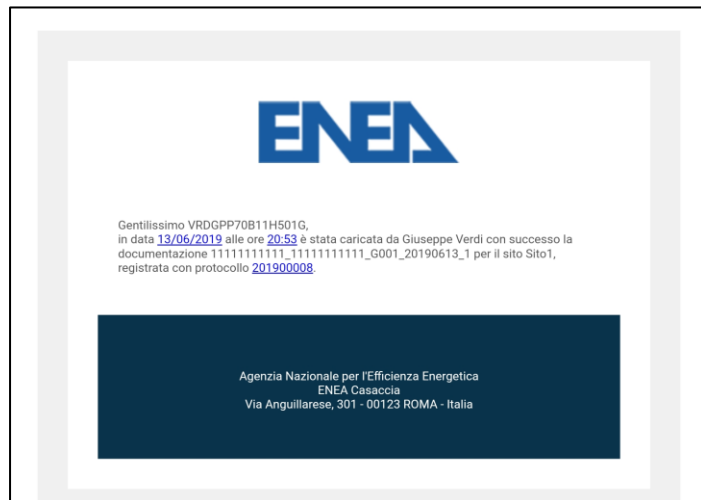 ENEA
Gentilissimo VRDGPP70B11H501G,
in data 13/06/2019 alle ore 20:53 è stata caricata da Giuseppe Verdi con successo la
documentazione 11111111111_11111111111_G001_20190613_1 per il sito Sito1,
registrata con protocollo 201900008.
Agenzia Nazionale per l'Efficienza Energetica
ENEA Casaccia
Via Anguillarese, 301 - 00123 ROMA - Italia